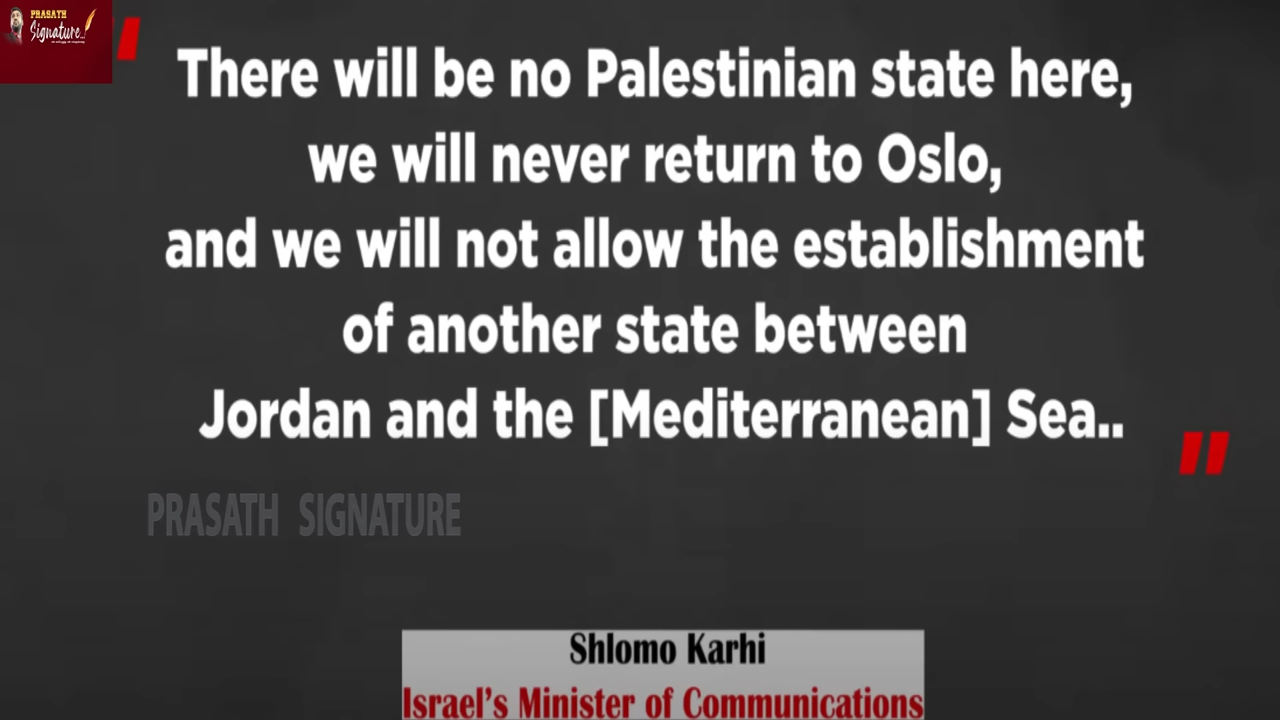 PRASATH
Signature..
"
There will be no Palestinian state here,
we will never return to Oslo,
and we will not allow the establishment
of another state between
Jordan and the [Mediterranean] Sea..
"
PRASATH SIGNATURE
Shlomo Karhi
Israel's Minister of Communications